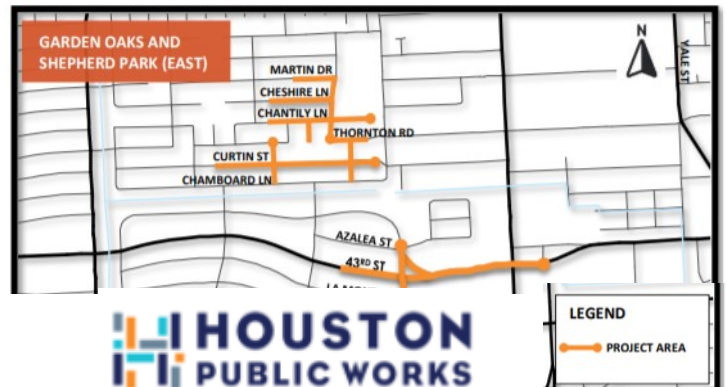 GARDEN OAKS AND
SHEPHERD PARK (EAST)
N
YALE ST
MARTIN DR
CHESHIRE LN
CHANTILY LN
THORNTON RD
CURTIN ST
CHAMBOARD LN
AZALEA ST
43RD ST
LEGEND
PROJECT AREA
HOUSTON
PUBLIC WORKS